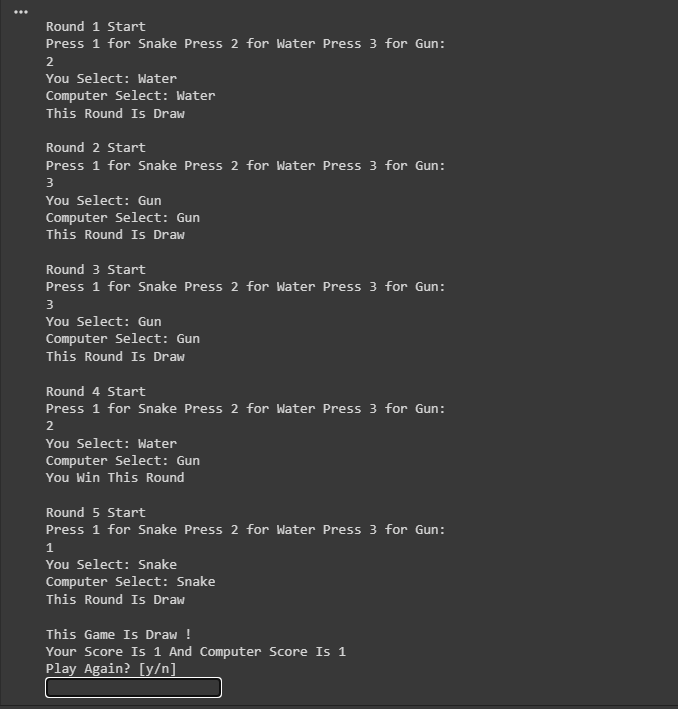 Round 1 Start
Press 1 for Snake Press 2 for Water Press 3 for Gun:
2
You Select: Water
Computer Select: Water
This Round Is Draw
Round 2 Start
Press 1 for Snake Press 2 for Water Press 3 for Gun:
3
You Select: Gun
Computer Select: Gun
This Round Is Draw
Round 3 Start
Press 1 for Snake Press 2 for Water Press 3 for Gun:
3
You Select: Gun
Computer Select: Gun
This Round Is Draw
Round 4 Start
Press 1 for Snake Press 2 for Water Press 3 for Gun:
2
You Select: Water
Computer Select: Gun
You Win This Round
Round 5 Start
Press 1 for Snake Press 2 for Water Press 3 for Gun:
1
You Select: Snake
Computer Select: Snake
This Round Is Draw
This Game Is Draw !
Your Score Is 1 And Computer Score Is 1
Play Again? [y/n]